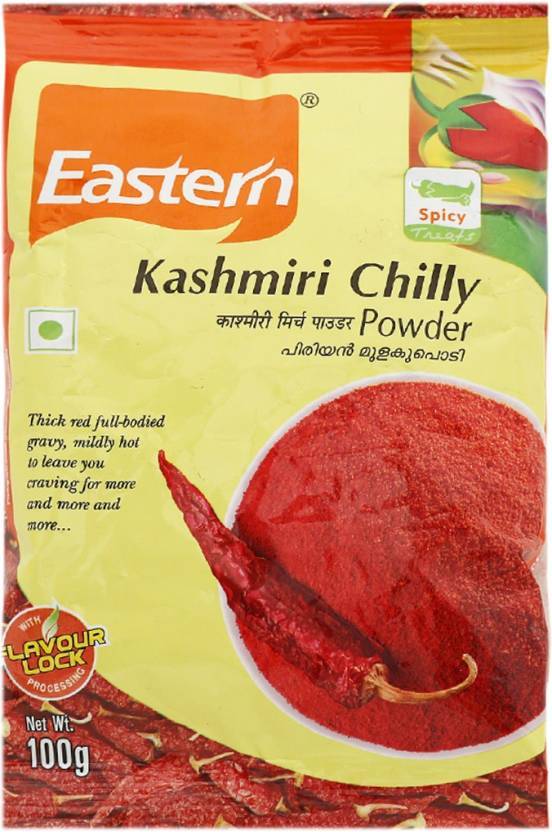 Eastern®
Spicy
Treats
Kashmiri Chilly
काश्मीरी मिर्च पाउडर Powder
പിരിയൻ മുളകുപൊടി
Thick red full-bodied
gravy, mildly hot
to leave you
craving for more
and more and
more...
WITH
FLAVOUR
LOCK
PROCESSING
Net Wt.
100g